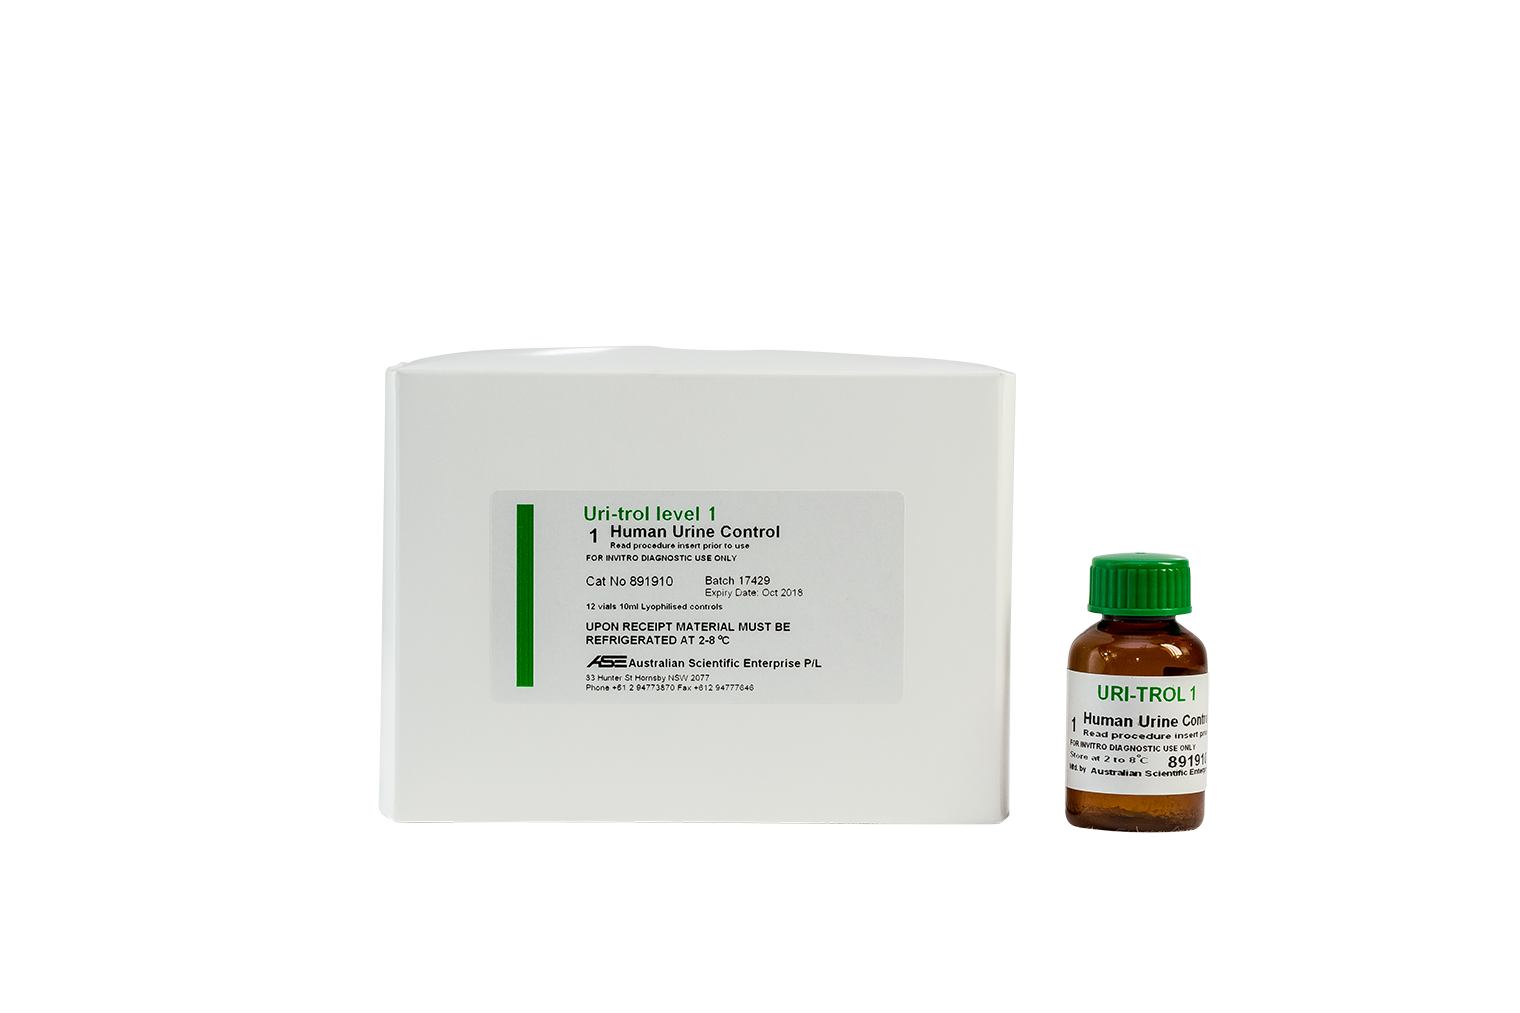 Uri-trol level 1
1 Human Urine Control
Read procedure insert prior to use
FOR INVITRO DIAGNOSTIC USE ONLY
Cat No 891910 Batch 17429
Expiry Date: Oct 2018
12 vials 10ml Lyophilised controls
UPON RECEIPT MATERIAL MUST BE
REFRIGERATED AT 2-8 ºC
ASE Australian Scientific Enterprise P/L
33 Hunter St Hornsby NSW 2077
Phone +61 2 94773870 Fax +612 94777646
URI-TROL 1
1 Human Urine
Read procedure insert
FOR INVITRO DIAGNOSTIC USE ONLY
Store at 2 to 8°C
Mfd. by Australian Scientific